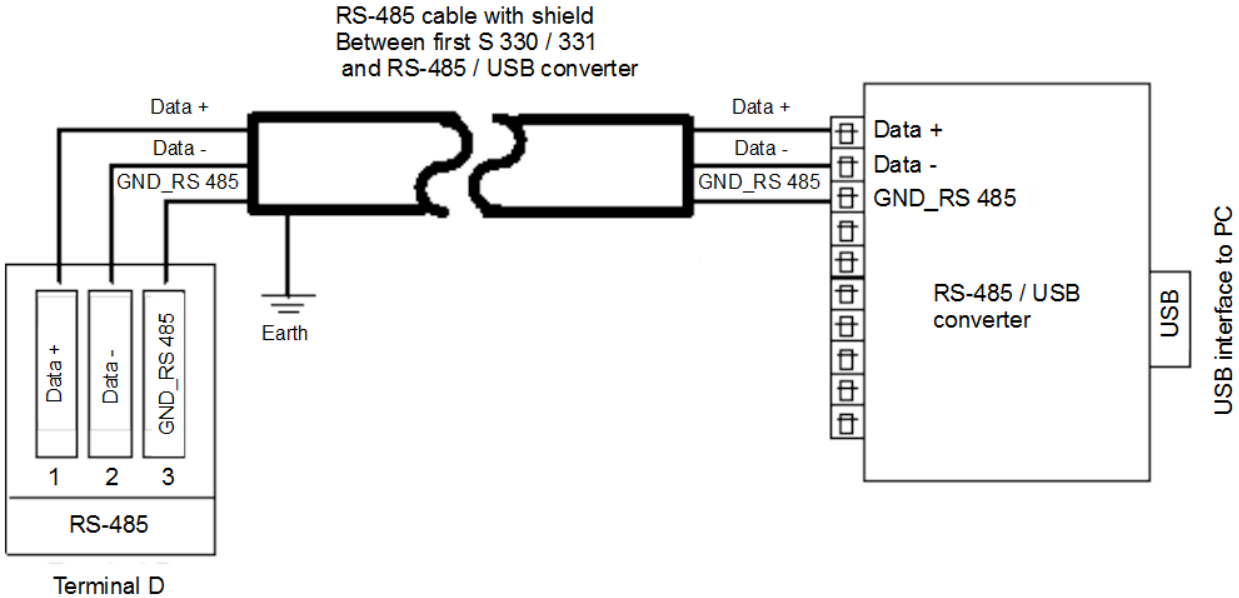 RS-485 cable with shield
Between first S 330 / 331
and RS-485 / USB converter
Data +
Data -
GND_RS 485
Data +
Data -
GND_RS 485
Data +
Data -
GND_RS 485
RS-485 / USB
converter
USB
USB interface to PC
Earth
Data +
Data -
GND_RS 485
1
2
3
RS-485
Terminal D